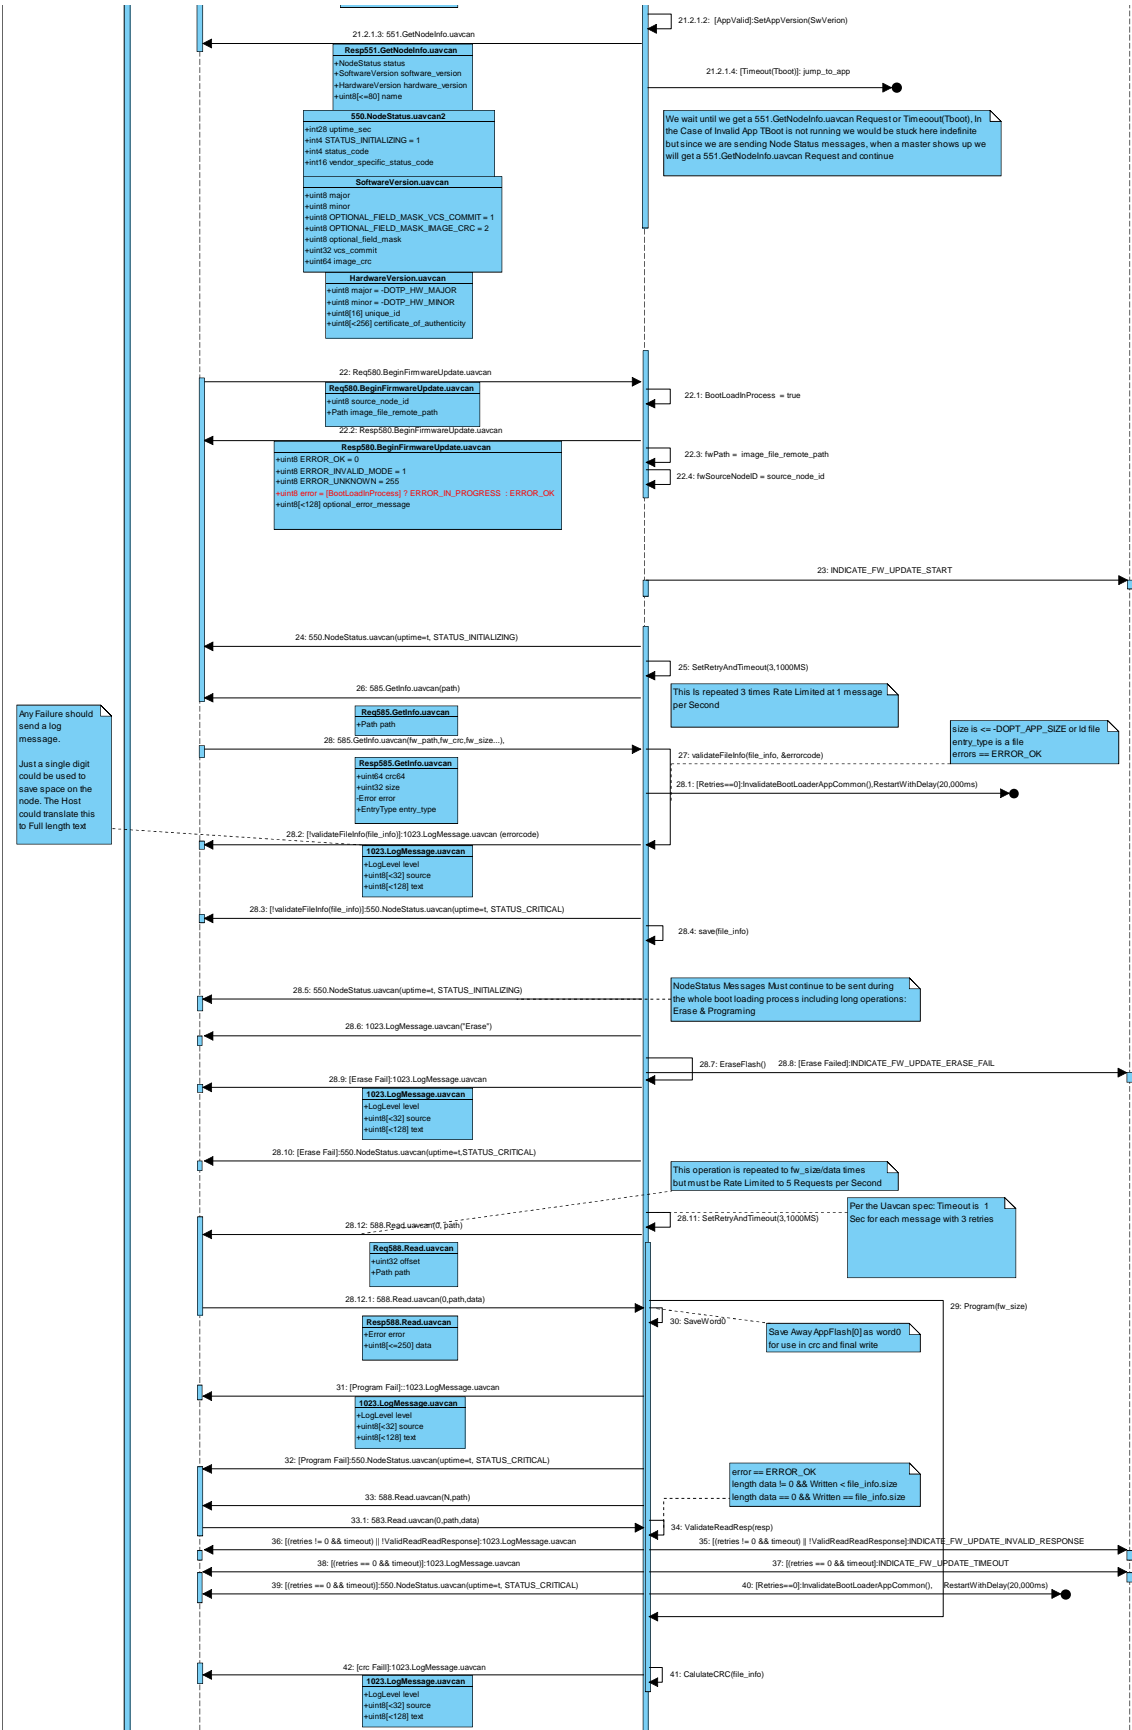 21.2.1.2: [AppValid]:SetAppVersion(SwVerion)
21.2.1.3: 551.GetNodeInfo.uavcan
Resp551.GetNodeInfo.uavcan
+NodeStatus status
+SoftwareVersion software_version
+HardwareVersion hardware_version
+uint8[<=80] name
21.2.1.4: [Timeout(Tboot)]: jump_to_app
550.NodeStatus.uavcan2
+int28 uptime_sec
+int4 STATUS_INITIALIZING = 1
+int4 status_code
+int16 vendor_specific_status_code
We wait until we get a 551.GetNodeInfo.uavcan Request or Timeoout(Tboot), In
the Case of Invalid App TBoot is not running we would be stuck here indefinite
but since we are sending Node Status messages, when a master shows up we
will get a 551.GetNodeInfo.uavcan Request and continue
SoftwareVersion.uavcan
+uint8 major
+uint8 minor
+uint8 OPTIONAL_FIELD_MASK_VCS_COMMIT = 1
+uint8 OPTIONAL_FIELD_MASK_IMAGE_CRC = 2
+uint8 optional_field_mask
+uint32 vcs_commit
+uint64 image_crc
HardwareVersion.uavcan
+uint8 major = -DOTP_HW_MAJOR
+uint8 minor = -DOTP_HW_MINOR
+uint8[16] unique_id
+uint8[<256] certificate_of_authenticity
22: Req580.BeginFirmwareUpdate.uavcan
Req580.BeginFirmwareUpdate.uavcan
+uint8 source_node_id
+Path image_file_remote_path
22.1: BootLoadInProcess = true
22.2: Resp580.BeginFirmwareUpdate.uavcan
Resp580.BeginFirmwareUpdate.uavcan
+uint8 ERROR_OK = 0
+uint8 ERROR_INVALID_MODE = 1
+uint8 ERROR_UNKNOWN = 255
+uint8 error = [BootLoadInProcess] ? ERROR_IN_PROGRESS : ERROR_OK
+uint8[<128] optional_error_message
22.3: fwPath = image_file_remote_path
22.4: fwSourceNodeID = source_node_id
23: INDICATE_FW_UPDATE_START
24: 550.NodeStatus.uavcan(uptime=t, STATUS_INITIALIZING)
25: SetRetryAndTimeout(3,1000MS)
26: 585.GetInfo.uavcan(path)
This Is repeated 3 times Rate Limited at 1 message
per Second
Any Failure should
send a log
message.
Just a single digit
could be used to
save space on the
node. The Host
could translate this
to Full length text
Req585.GetInfo.uavcan
+Path path
size is <= -DOPT_APP_SIZE or ld file
entry_type is a file
errors == ERROR_OK
28: 585.GetInfo.uavcan(fw_path,fw_crc,fw_size...),
27: validateFileInfo(file_info, &errorcode)
Resp585.GetInfo.uavcan
+uint64 crc64
+uint32 size
-Error error
+EntryType entry_type
28.1: [Retries==0]:InvalidateBootLoaderAppCommon(),RestartWithDelay(20,000ms)
28.2: [!validateFileInfo(file_info)]:1023.LogMessage.uavcan (errorcode)
1023.LogMessage.uavcan
+LogLevel level
+uint8[<32] source
+uint8[<128] text
28.3: [!validateFileInfo(file_info)]:550.NodeStatus.uavcan(uptime=t, STATUS_CRITICAL)
28.4: save(file_info)
28.5: 550.NodeStatus.uavcan(uptime=t, STATUS_INITIALIZING)
NodeStatus Messages Must continue to be sent during
the whole boot loading process including long operations:
Erase & Programing
28.6: 1023.LogMessage.uavcan("Erase")
28.7: EraseFlash()
28.8: [Erase Failed]:INDICATE_FW_UPDATE_ERASE_FAIL
28.9: [Erase Fail]:1023.LogMessage.uavcan
1023.LogMessage.uavcan
+LogLevel level
+uint8[<32] source
+uint8[<128] text
28.10: [Erase Fail]:550.NodeStatus.uavcan(uptime=t,STATUS_CRITICAL)
This operation is repeated to fw_size/data times
but must be Rate Limited to 5 Requests per Second
Per the Uavcan spec: Timeout is 1
Sec for each message with 3 retries
28.11: SetRetryAndTimeout(3,1000MS)
28.12: 588.Read.uavcan(0, path)
Req588.Read.uavcan
+uint32 offset
+Path path
28.12.1: 588.Read.uavcan(0,path,data)
29: Program(fw_size)
30: SaveWord0
Resp588.Read.uavcan
+Error error
+uint8[<=250] data
Save Away AppFlash[0] as word0
for use in crc and final write
31: [Program Fail]::1023.LogMessage.uavcan
1023.LogMessage.uavcan
+LogLevel level
+uint8[<32] source
+uint8[<128] text
32: [Program Fail]:550.NodeStatus.uavcan(uptime=t, STATUS_CRITICAL)
error == ERROR_OK
length data != 0 && Written < file_info.size
length data == 0 && Written == file_info.size
33: 588.Read.uavcan(N,path)
33.1: 583.Read.uavcan(0,path,data)
34: ValidateReadResp(resp)
36: [(retries != 0 && timeout) || !ValidReadReadResponse]:1023.LogMessage.uavcan
35: [(retries != 0 && timeout) || !ValidReadReadResponse]:INDICATE_FW_UPDATE_INVALID_RESPONSE
38: [(retries == 0 && timeout)]:1023.LogMessage.uavcan
37: [(retries == 0 && timeout]:INDICATE_FW_UPDATE_TIMEOUT
39: [(retries == 0 && timeout)]:550.NodeStatus.uavcan(uptime=t, STATUS_CRITICAL)
40: [Retries==0]:InvalidateBootLoaderAppCommon(), RestartWithDelay(20,000ms)
42: [crc Faill]:1023.LogMessage.uavcan
41: CalulateCRC(file_info)
1023.LogMessage.uavcan
+LogLevel level
+uint8[<32] source
+uint8[<128] text